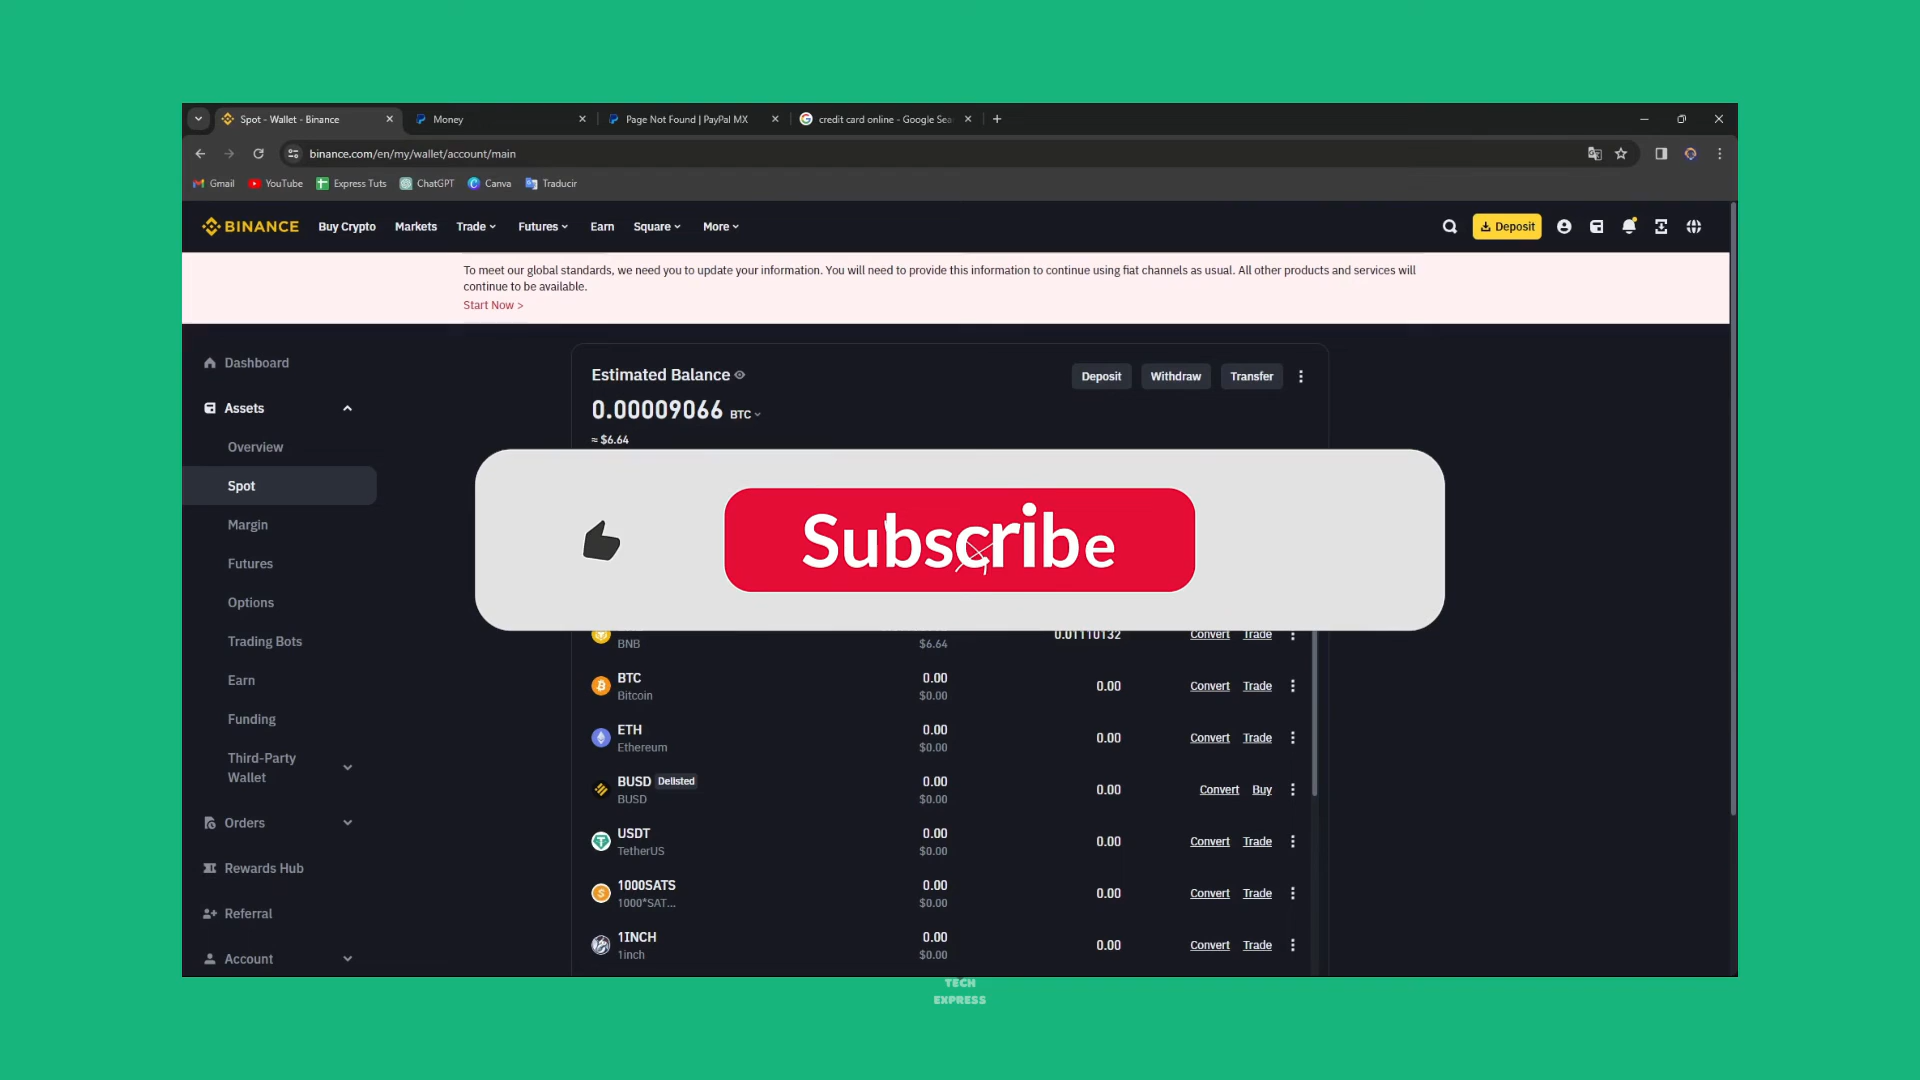 Spot - Wallet - Binance
Money
Page Not Found | PayPal MX
credit card online - Google Sea
binance.com/en/my/wallet/account/main
Gmail
YouTube
Express Tuts
ChatGPT
Canva
Traducir
BINANCE
Buy Crypto
Markets
Trade
Futures
Earn
Square
More
Deposit
To meet our global standards, we need you to update your information. You will need to provide this information to continue using fiat channels as usual. All other products and services will
continue to be available.
Start Now >
Dashboard
Assets
Overview
Spot
Margin
Futures
Options
Trading Bots
Earn
Funding
Third-Party
Wallet
Orders
Rewards Hub
Referral
Account
Estimated Balance
Deposit
Withdraw
Transfer
0.00009066 BTC
≈ $6.64
Subscribe
0.01110132 Convert Trade
BNB $6.64
BTC 0.00 0.00 Convert Trade
Bitcoin $0.00
ETH 0.00 0.00 Convert Trade
Ethereum $0.00
BUSD Delisted 0.00 0.00 Convert Buy
BUSD $0.00
USDT 0.00 0.00 Convert Trade
TetherUS $0.00
1000SATS 0.00 0.00 Convert Trade
1000*SAT... $0.00
1INCH 0.00 0.00 Convert Trade
1inch $0.00
TECH
EXPRESS